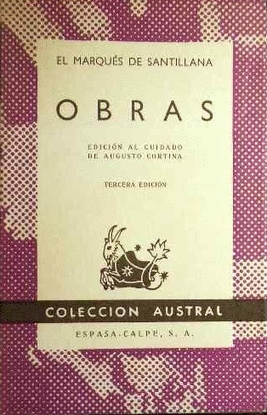 EL MARQUÉS DE SANTILLANA
OBRAS
EDICIÓN AL CUIDADO
DE AUGUSTO CORTINA
TERCERA EDICIÓN
COLECCION AUSTRAL
ESPASA-CALPE, S. A.